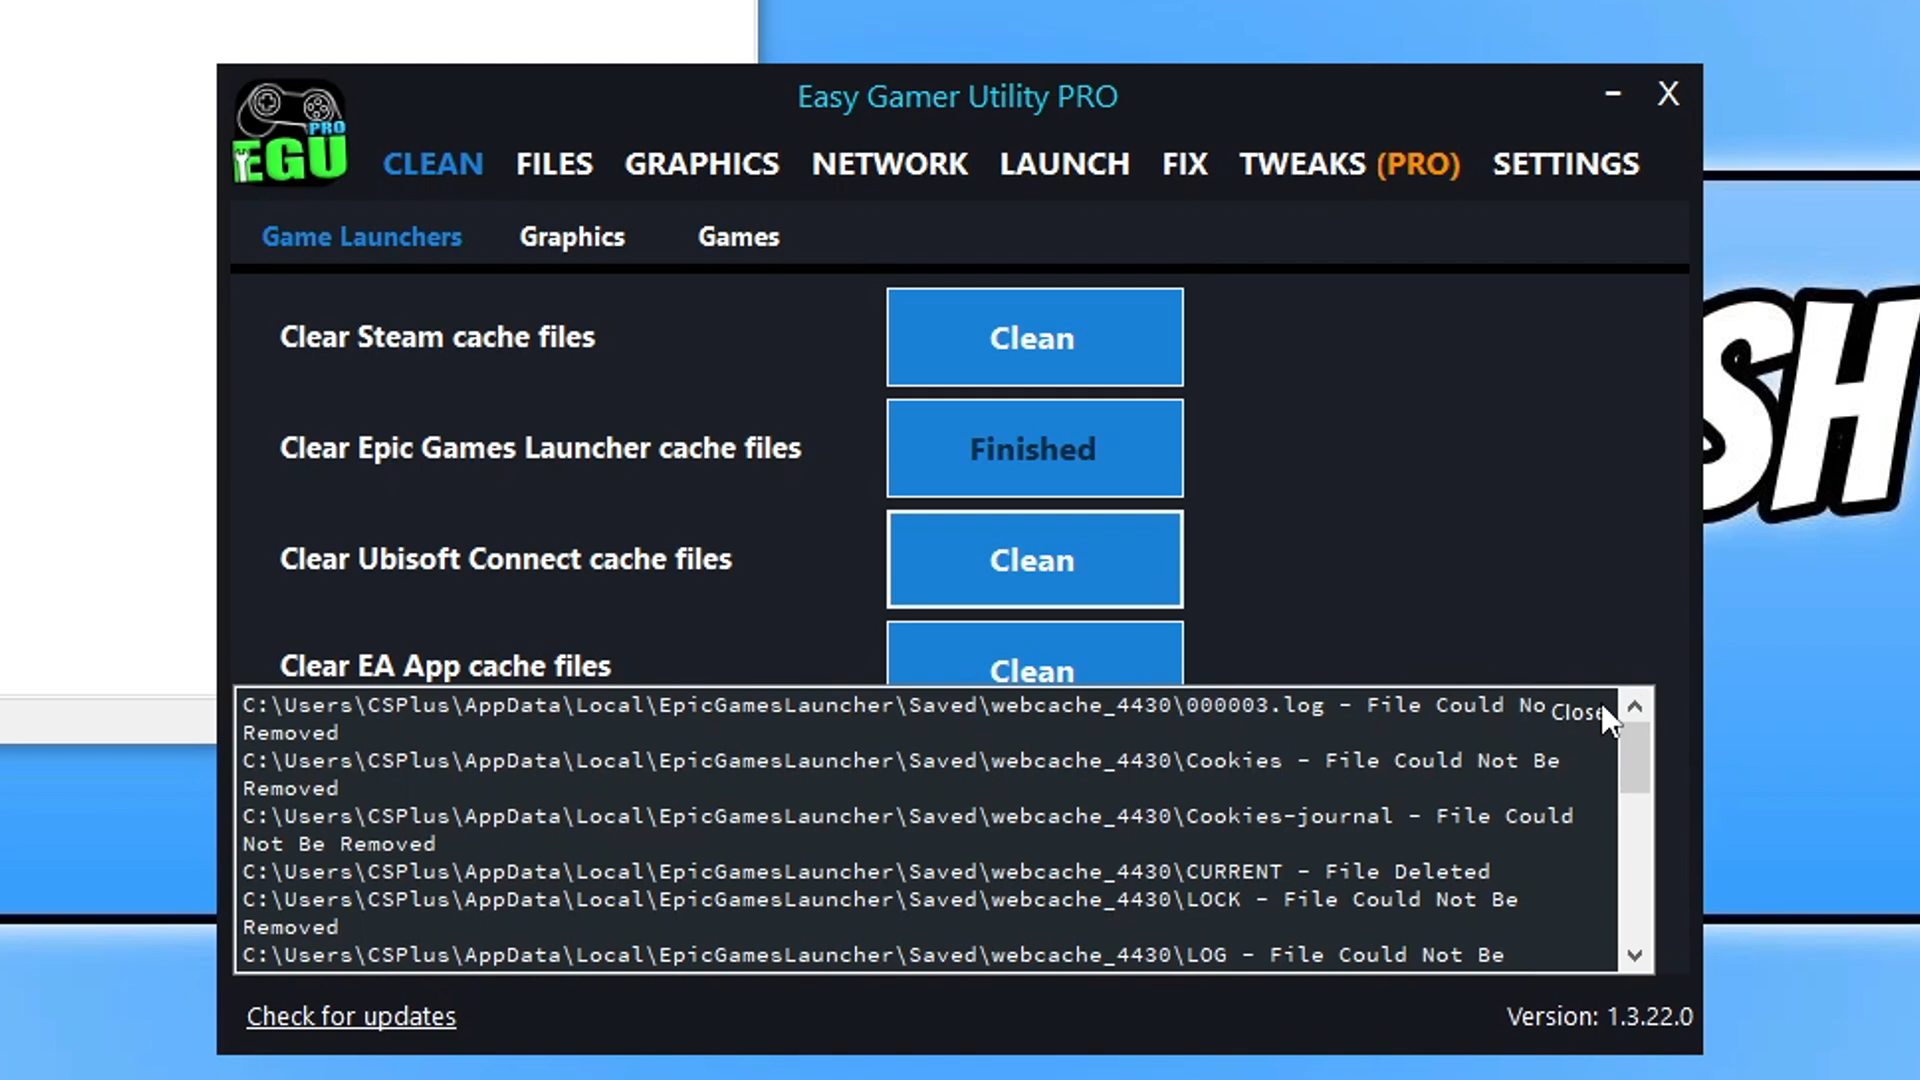 Easy Gamer Utility PRO
– X
PRO
EGU
CLEAN FILES GRAPHICS NETWORK LAUNCH FIX TWEAKS (PRO) SETTINGS
Game Launchers Graphics Games
Clear Steam cache files Clean
Clear Epic Games Launcher cache files Finished
SH
Clear Ubisoft Connect cache files Clean
Clear EA App cache files Clean
C:\Users\CSPlus\AppData\Local\EpicGamesLauncher\Saved\webcache_4430\000003.log - File Could No
Close
Removed
C:\Users\CSPlus\AppData\Local\EpicGamesLauncher\Saved\webcache_4430\Cookies - File Could Not Be
Removed
C:\Users\CSPlus\AppData\Local\EpicGamesLauncher\Saved\webcache_4430\Cookies-journal - File Could
Not Be Removed
C:\Users\CSPlus\AppData\Local\EpicGamesLauncher\Saved\webcache_4430\CURRENT - File Deleted
C:\Users\CSPlus\AppData\Local\EpicGamesLauncher\Saved\webcache_4430\LOCK - File Could Not Be
Removed
C:\Users\CSPlus\AppData\Local\EpicGamesLauncher\Saved\webcache_4430\LOG - File Could Not Be
Check for updates
Version: 1.3.22.0